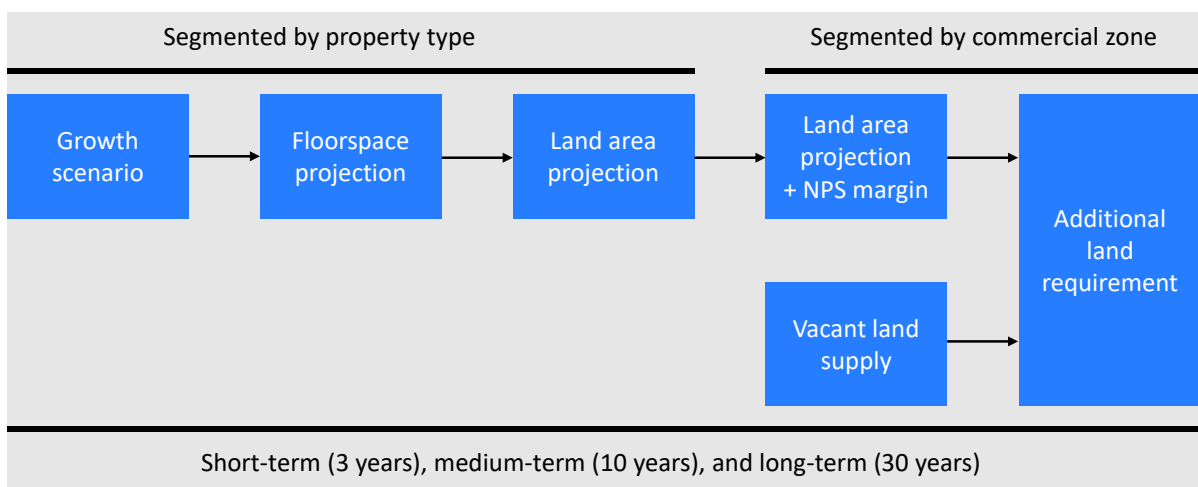 Segmented by property type
Segmented by commercial zone
Growth
scenario
Floorspace
projection
Land area
projection
Land area
projection
+ NPS margin
Additional
land
requirement
Vacant land
supply
Short-term (3 years), medium-term (10 years), and long-term (30 years)